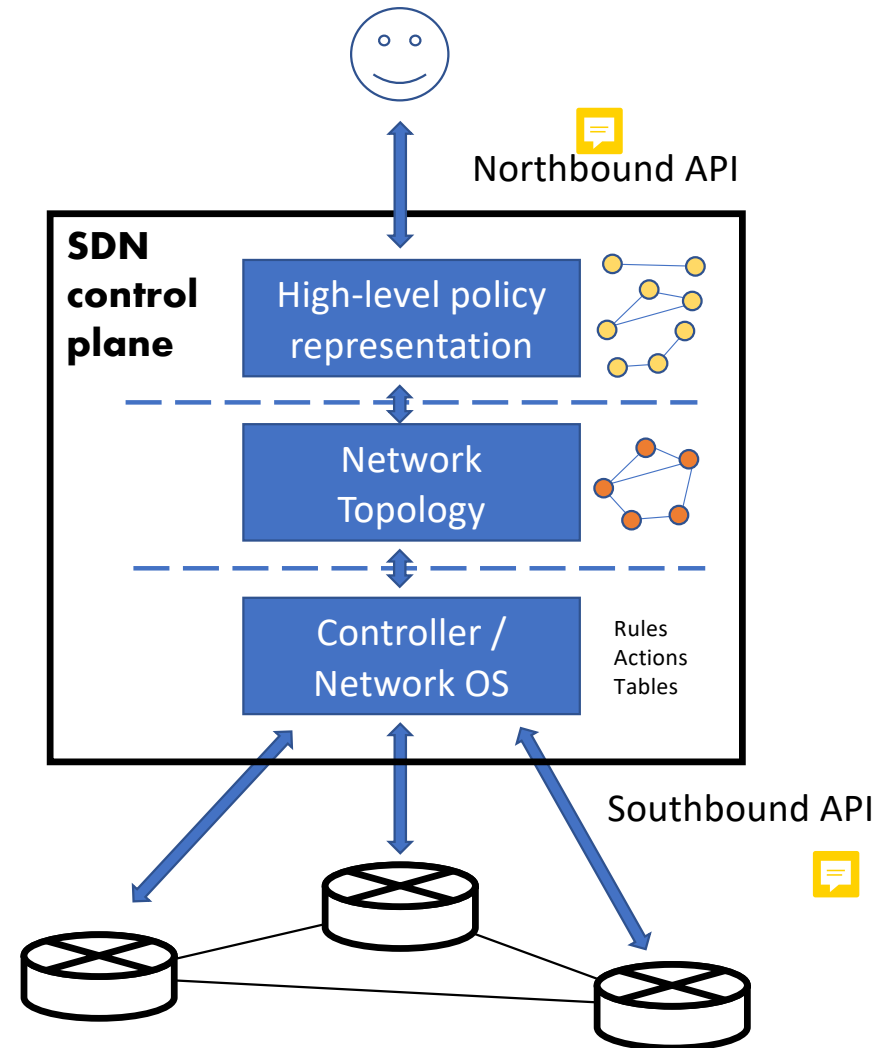 Northbound API
SDN
control
plane
High-level policy
representation
Network
Topology
Controller /
Network OS
Rules
Actions
Tables
Southbound API